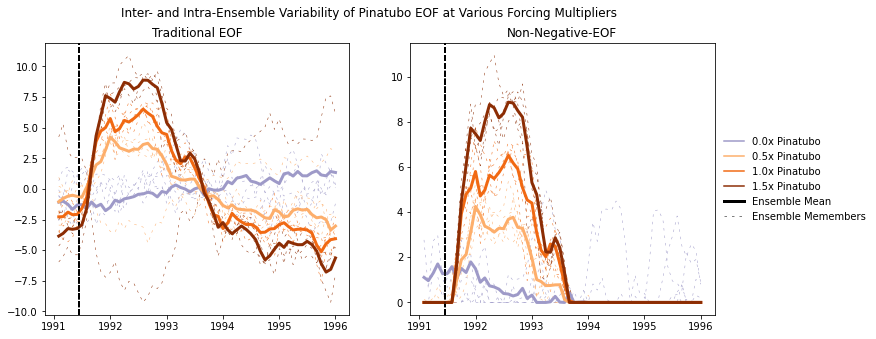 Inter- and Intra-Ensemble Variability of Pinatubo EOF at Various Forcing Multipliers
Traditional EOF
10.0
7.5
5.0
2.5
0.0
−2.5
−5.0
−7.5
−10.0
1991 1992 1993 1994 1995 1996
Non-Negative-EOF
10
8
6
4
2
0
1991 1992 1993 1994 1995 1996
0.0x Pinatubo
0.5x Pinatubo
1.0x Pinatubo
1.5x Pinatubo
Ensemble Mean
Ensemble Memembers